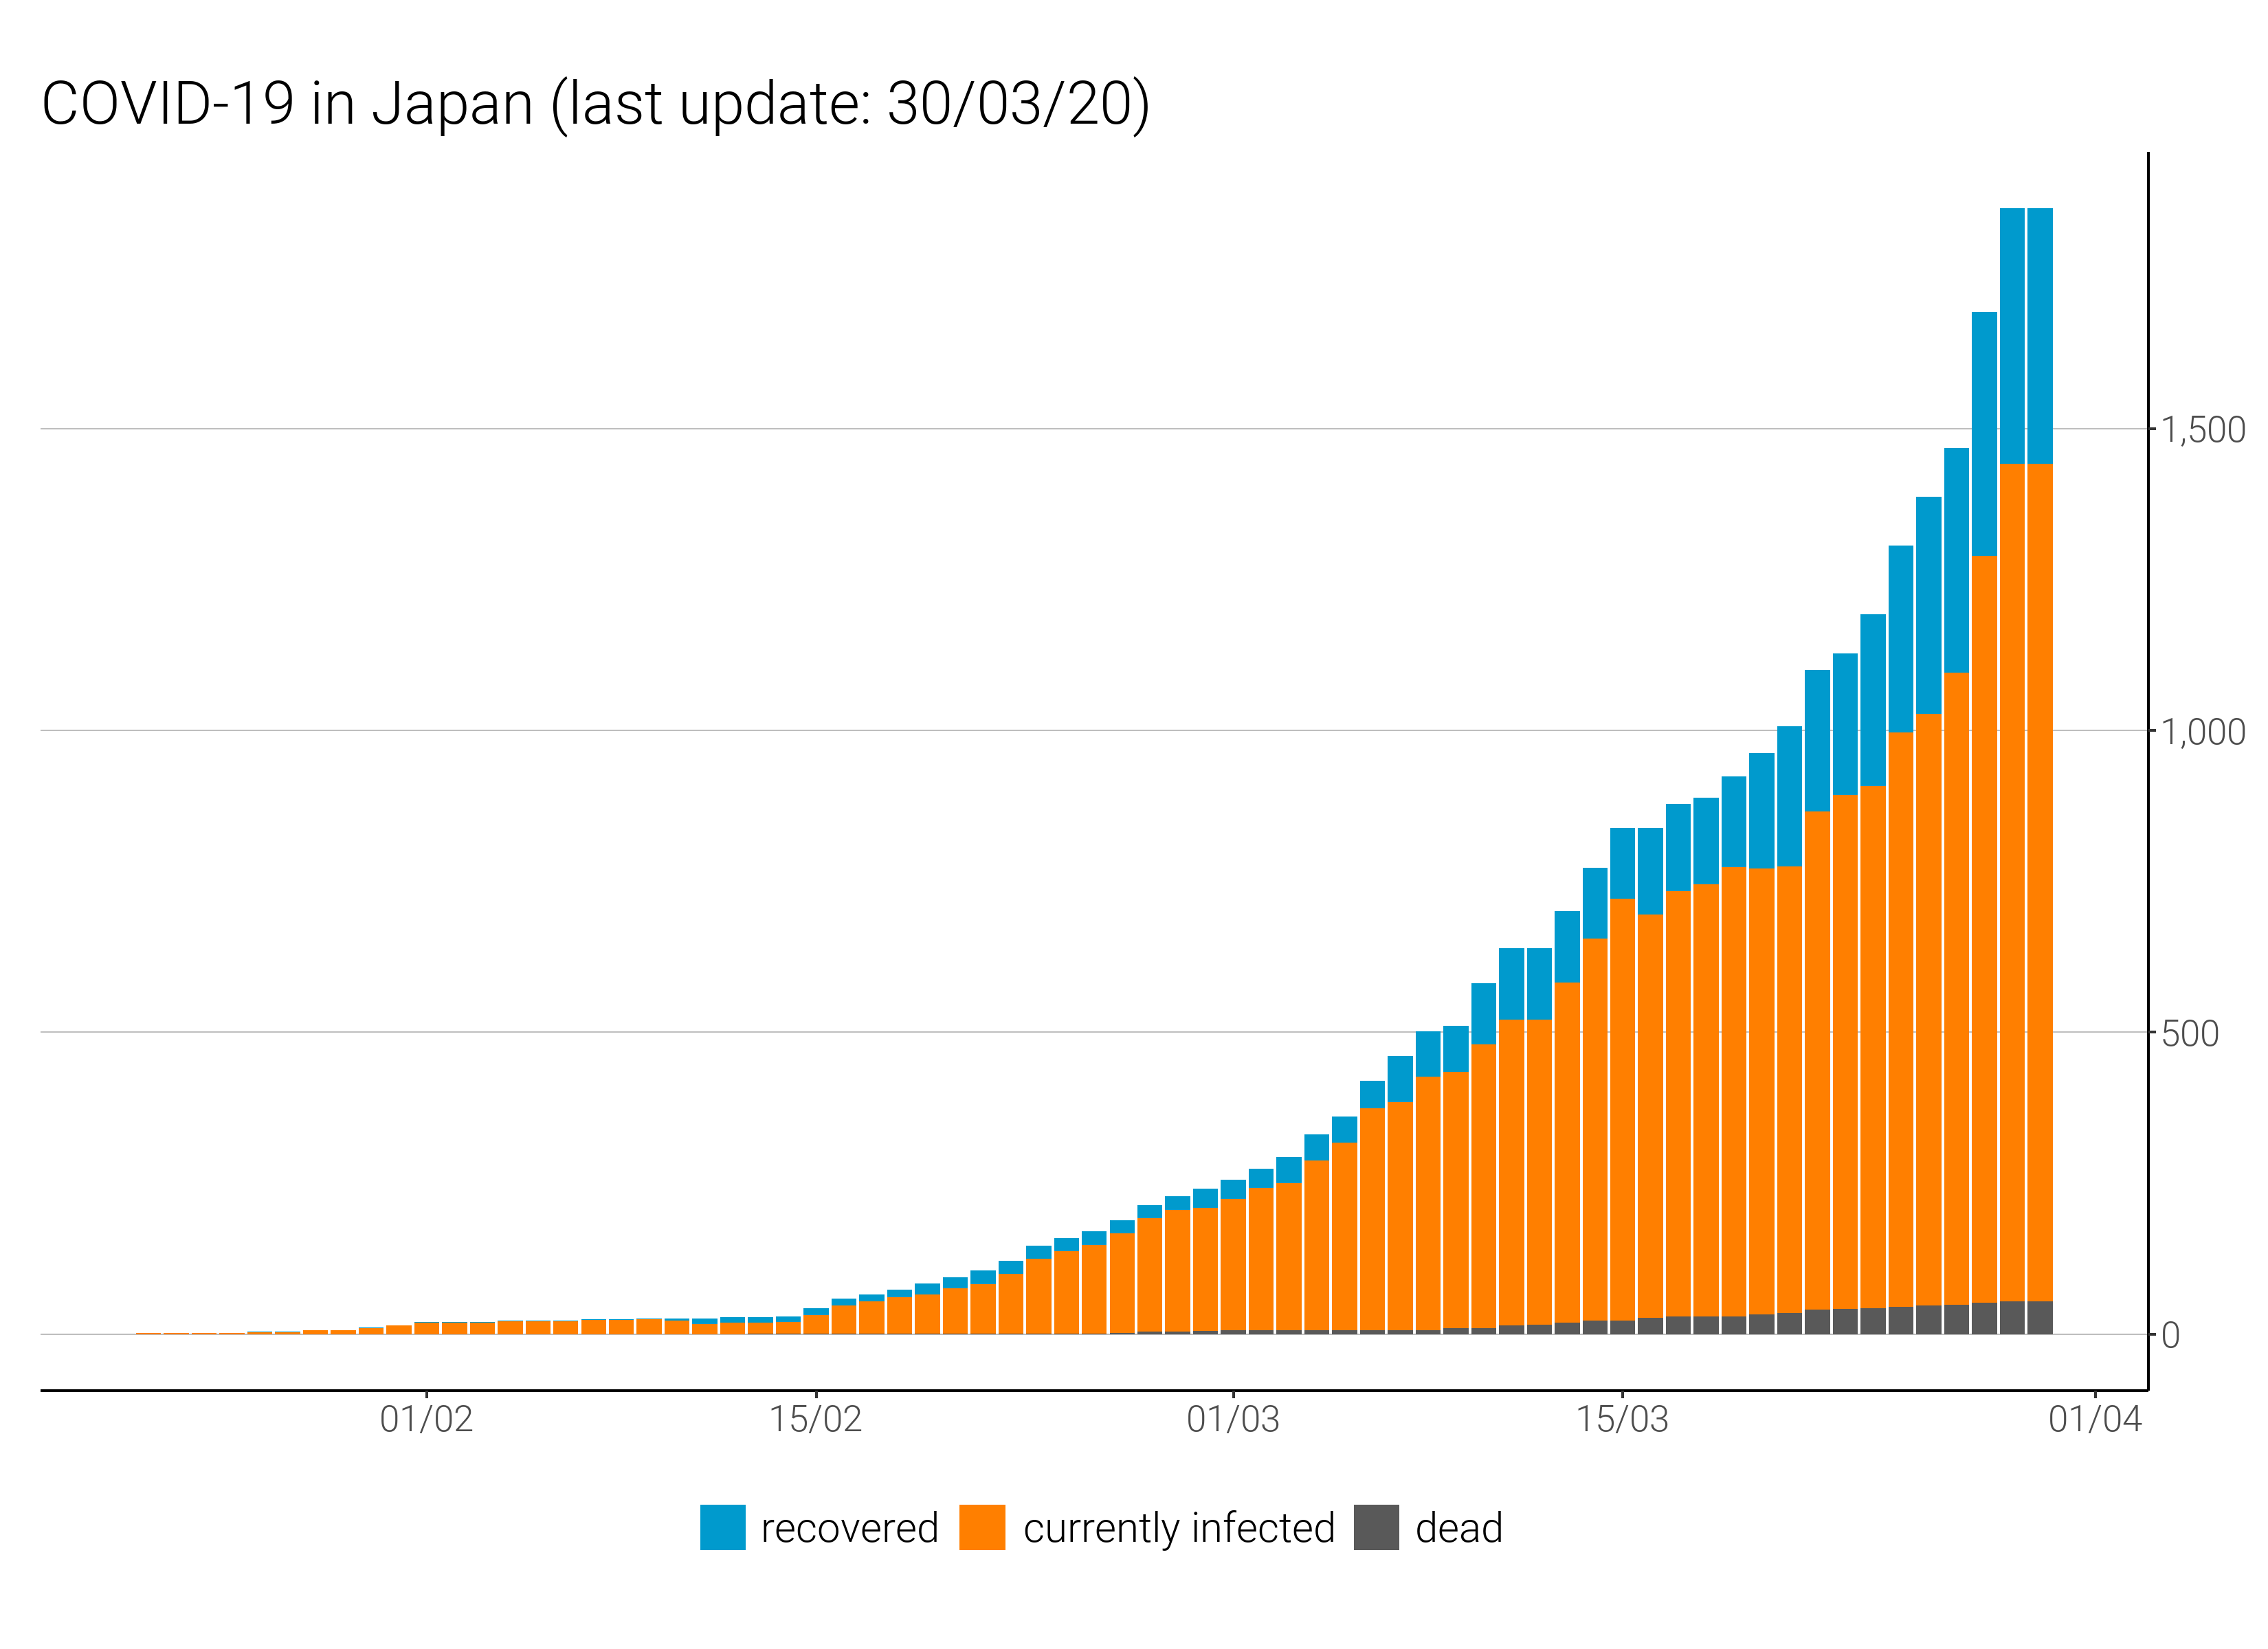 COVID-19 in Japan (last update: 30/03/20)
1,500
1,000
500
0
01/02 15/02 01/03 15/03 01/04
recovered currently infected dead